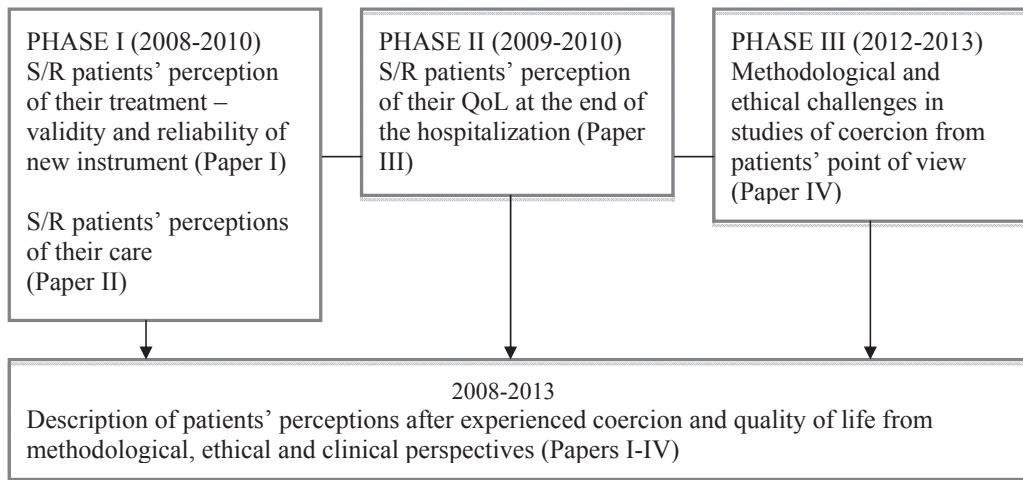 PHASE I (2008-2010)
S/R patients’ perception
of their treatment –
validity and reliability of
new instrument (Paper I)
S/R patients’ perceptions
of their care
(Paper II)
PHASE II (2009-2010)
S/R patients’ perception
of their QoL at the end of
the hospitalization (Paper
III)
PHASE III (2012-2013)
Methodological and
ethical challenges in
studies of coercion from
patients’ point of view
(Paper IV)
2008-2013
Description of patients’ perceptions after experienced coercion and quality of life from
methodological, ethical and clinical perspectives (Papers I-IV)